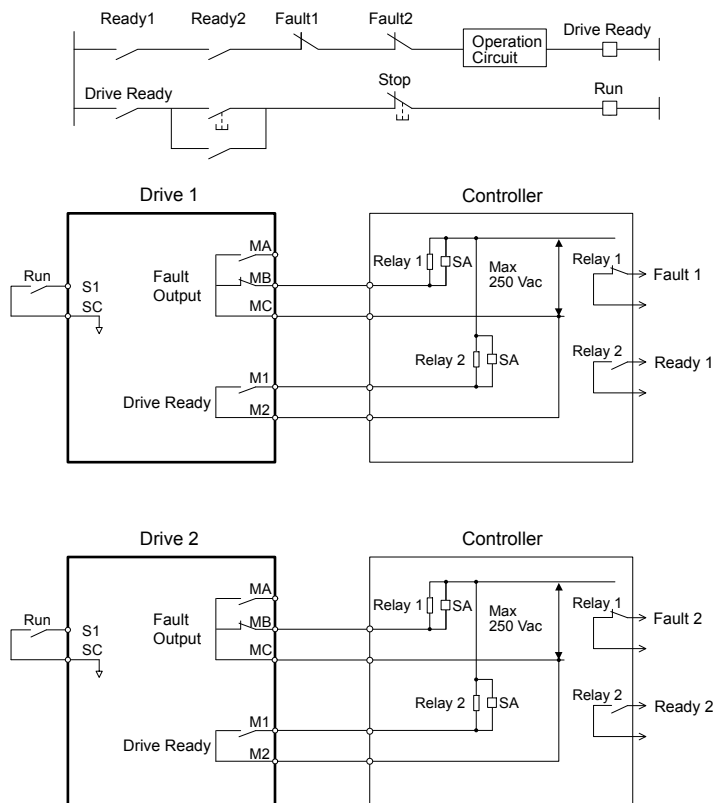 Ready1 Ready2 Fault1 Fault2 Drive Ready
Operation
Circuit
Stop
Drive Ready Run
Drive 1 Controller
MA
Relay 1 SA Max
250 Vac
Relay 1
Run S1 Fault
Output
MB Fault 1
SC MC
Relay 2 SA Relay 2 Ready 1
M1
Drive Ready
M2
Drive 2 Controller
MA
Relay 1 SA Max
250 Vac
Relay 1
Run S1 Fault
Output
MB Fault 2
SC MC
Relay 2 SA Relay 2 Ready 2
M1
Drive Ready
M2